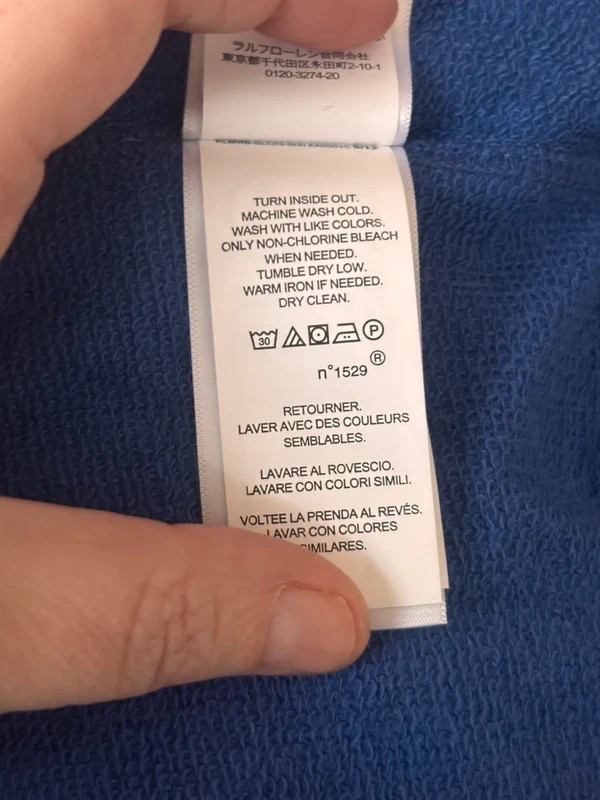 ラルフローレン合同会社
東京都千代田区永田町2-10-1
0120-3274-20
TURN INSIDE OUT.
MACHINE WASH COLD.
WASH WITH LIKE COLORS.
ONLY NON-CHLORINE BLEACH
WHEN NEEDED.
TUMBLE DRY LOW.
WARM IRON IF NEEDED.
DRY CLEAN.
30 P
n°1529 ®
RETOURNER.
LAVER AVEC DES COULEURS
SEMBLABLES.
LAVARE AL ROVESCIO.
LAVARE CON COLORI SIMILI.
VOLTEE LA PRENDA AL REVÉS.
LAVAR CON COLORES
SIMILARES.